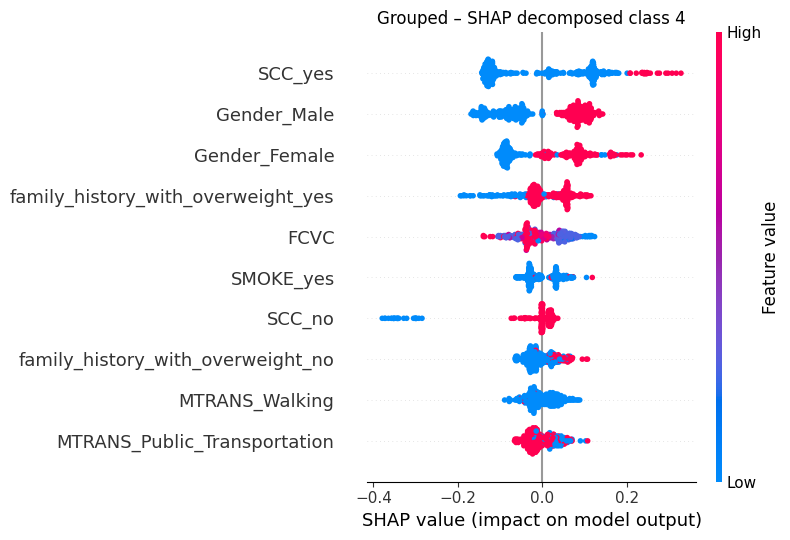 Grouped – SHAP decomposed class 4
High
SCC_yes
Gender_Male
Gender_Female
family_history_with_overweight_yes
FCVC
SMOKE_yes
SCC_no
family_history_with_overweight_no
MTRANS_Walking
MTRANS_Public_Transportation
Feature value
Low
−0.4 −0.2 0.0 0.2
SHAP value (impact on model output)